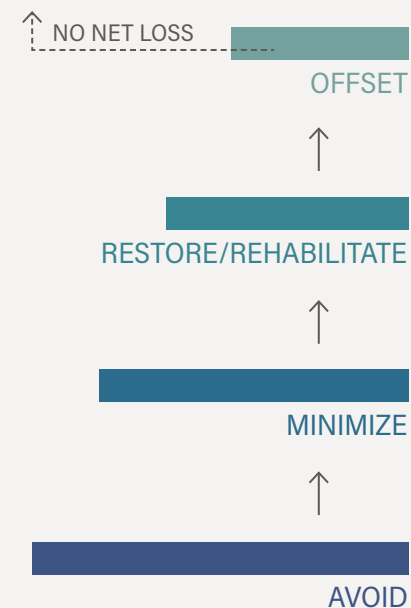 NO NET LOSS
OFFSET
RESTORE/REHABILITATE
MINIMIZE
AVOID